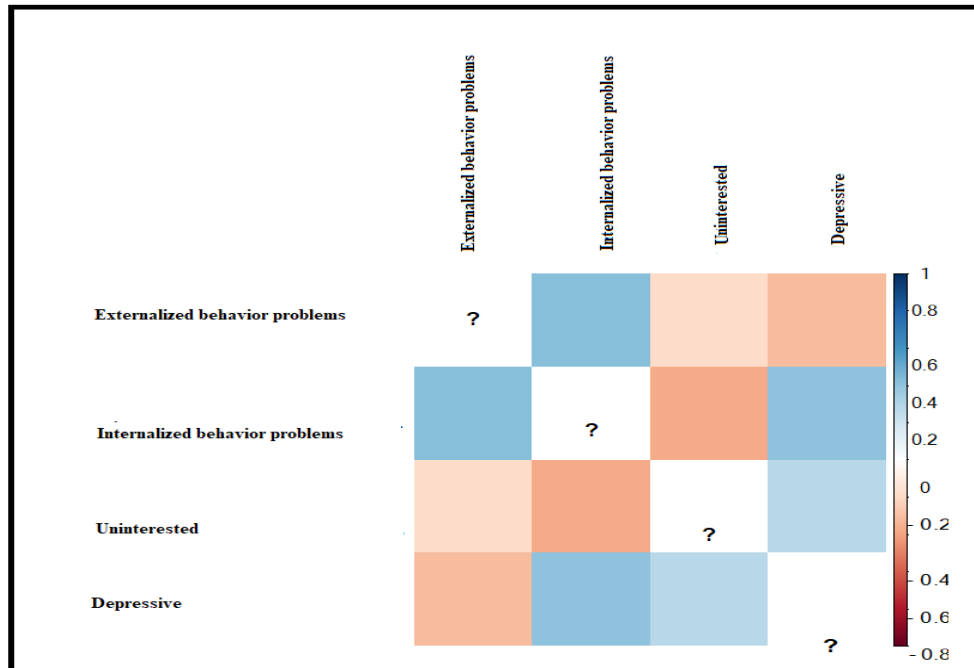 Externalized behavior problems
Internalized behavior problems
Uninterested
Depressive
1
Externalized behavior problems
?
0.8
0.6
0.4
Internalized behavior problems
?
0.2
0
Uninterested
?
- 0.2
- 0.4
Depressive
- 0.6
?
- 0.8